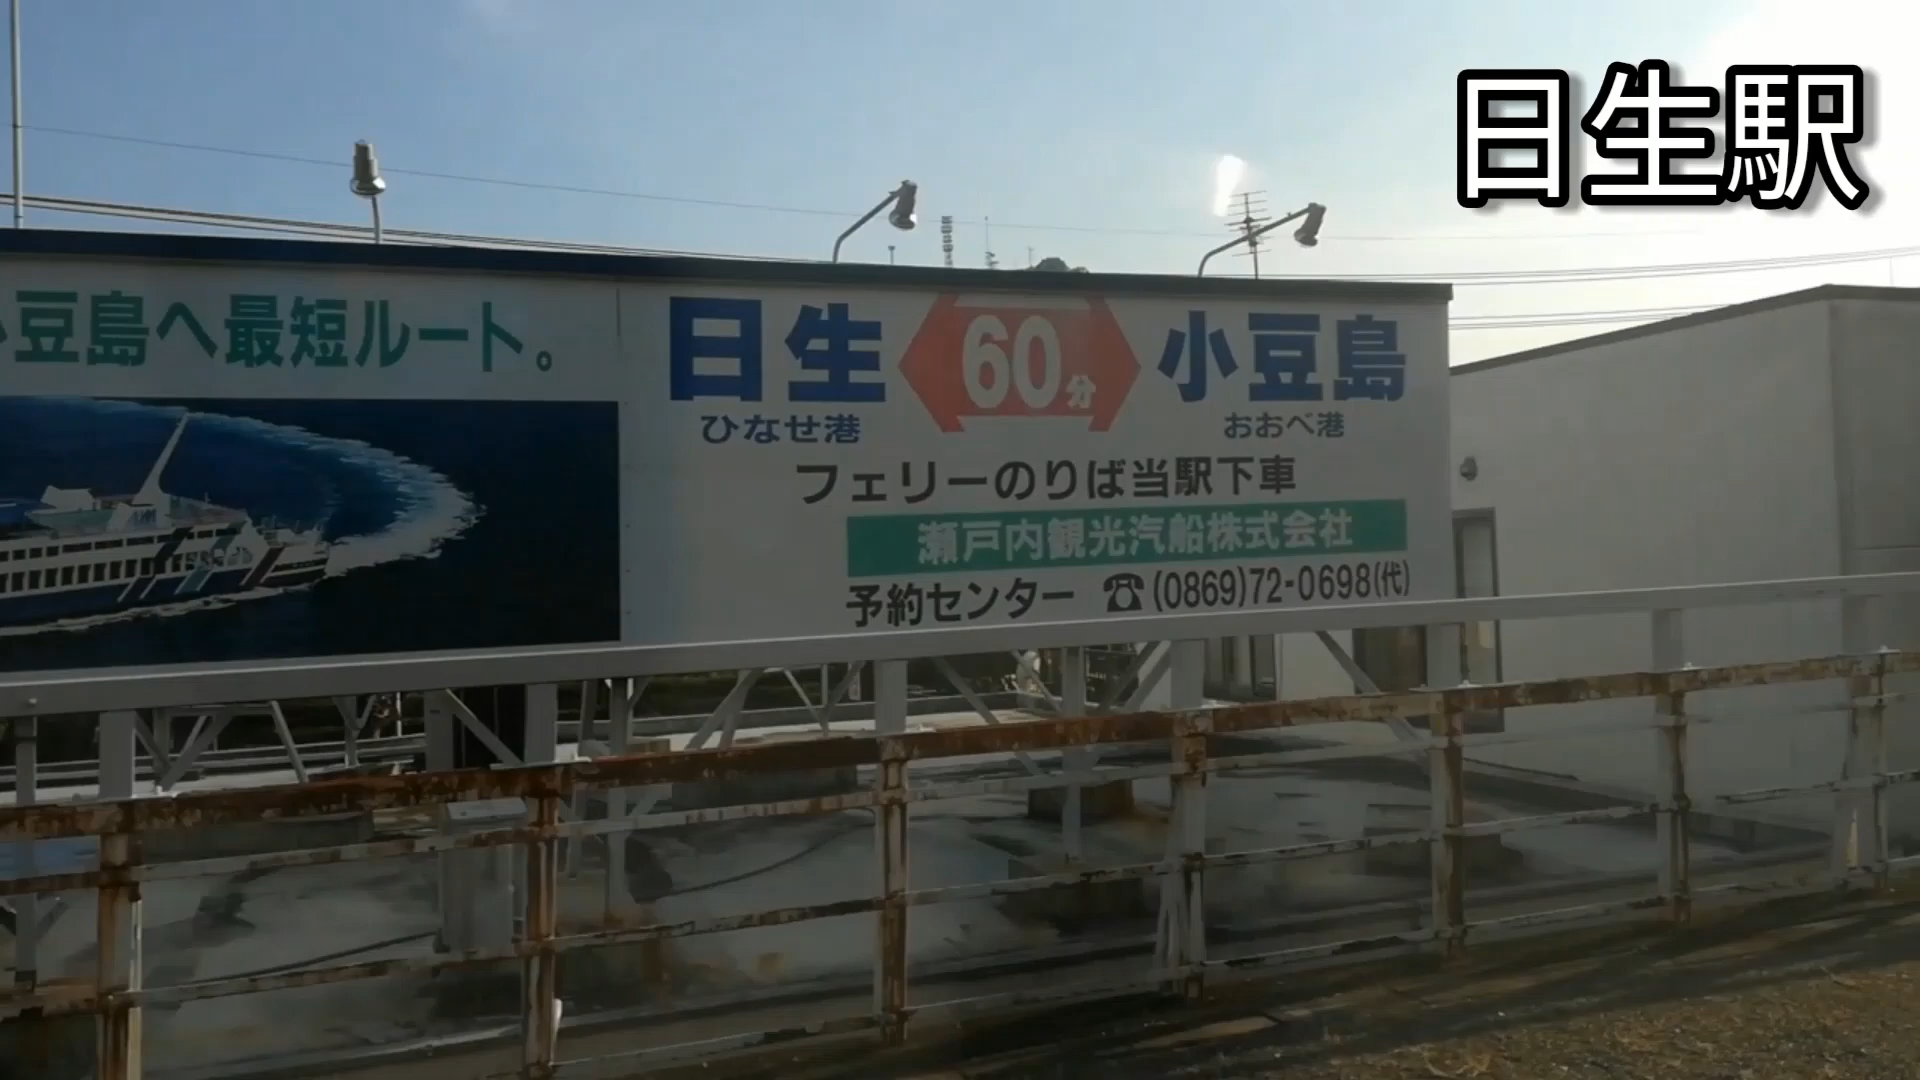 日生駅
小豆島へ最短ルート。
日生 60分 小豆島
ひなせ港 おおべ港
フェリーのりば当駅下車
瀬戸内観光汽船株式会社
予約センター ☎(0869)72-0698(代)